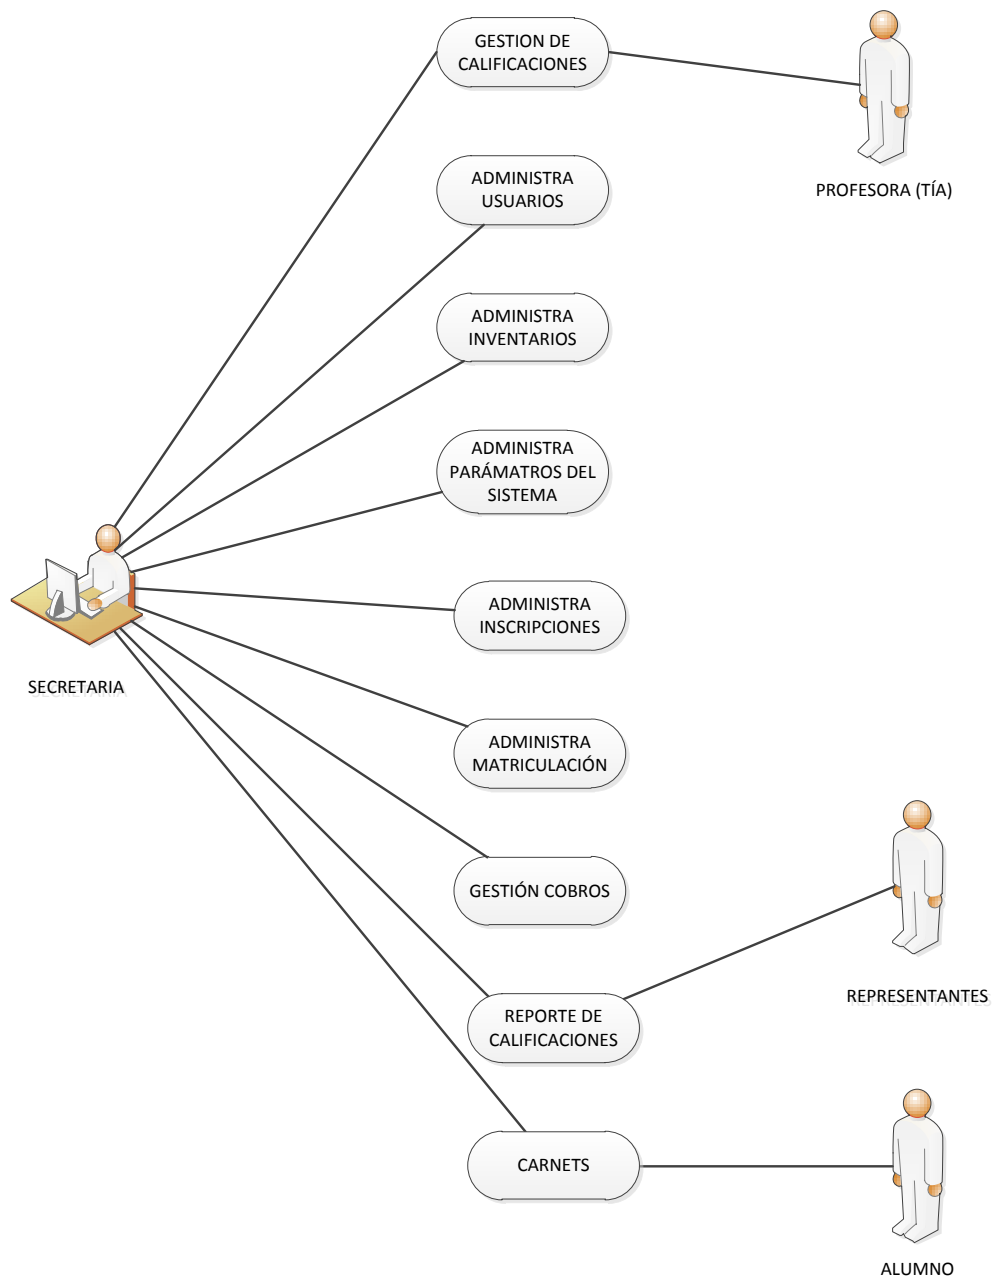 GESTION DE
CALIFICACIONES
PROFESORA (TÍA)
ADMINISTRA
USUARIOS
ADMINISTRA
INVENTARIOS
ADMINISTRA
PARÁMATROS DEL
SISTEMA
ADMINISTRA
INSCRIPCIONES
SECRETARIA
ADMINISTRA
MATRICULACIÓN
GESTIÓN COBROS
REPRESENTANTES
REPORTE DE
CALIFICACIONES
CARNETS
ALUMNO